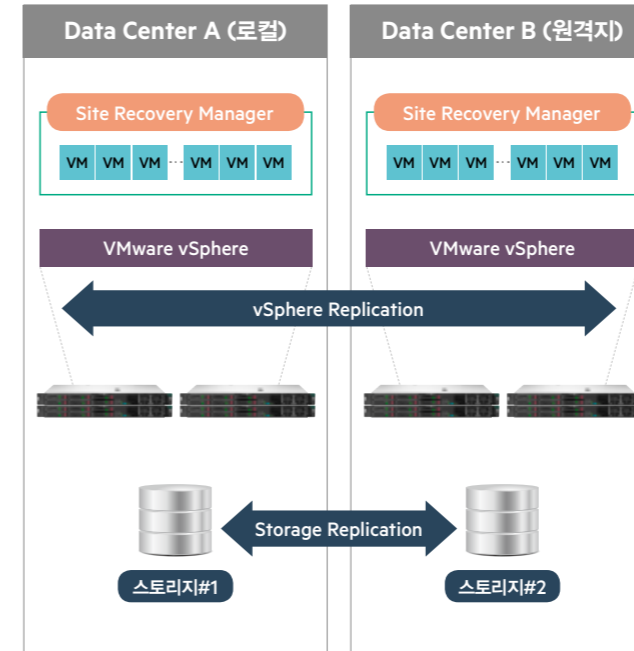 Data Center A (로컬)
Data Center B (원격지)
Site Recovery Manager
Site Recovery Manager
VM VM VM VM VM VM
VM VM VM VM VM VM
VMware vSphere
VMware vSphere
vSphere Replication
Storage Replication
스토리지#1
스토리지#2